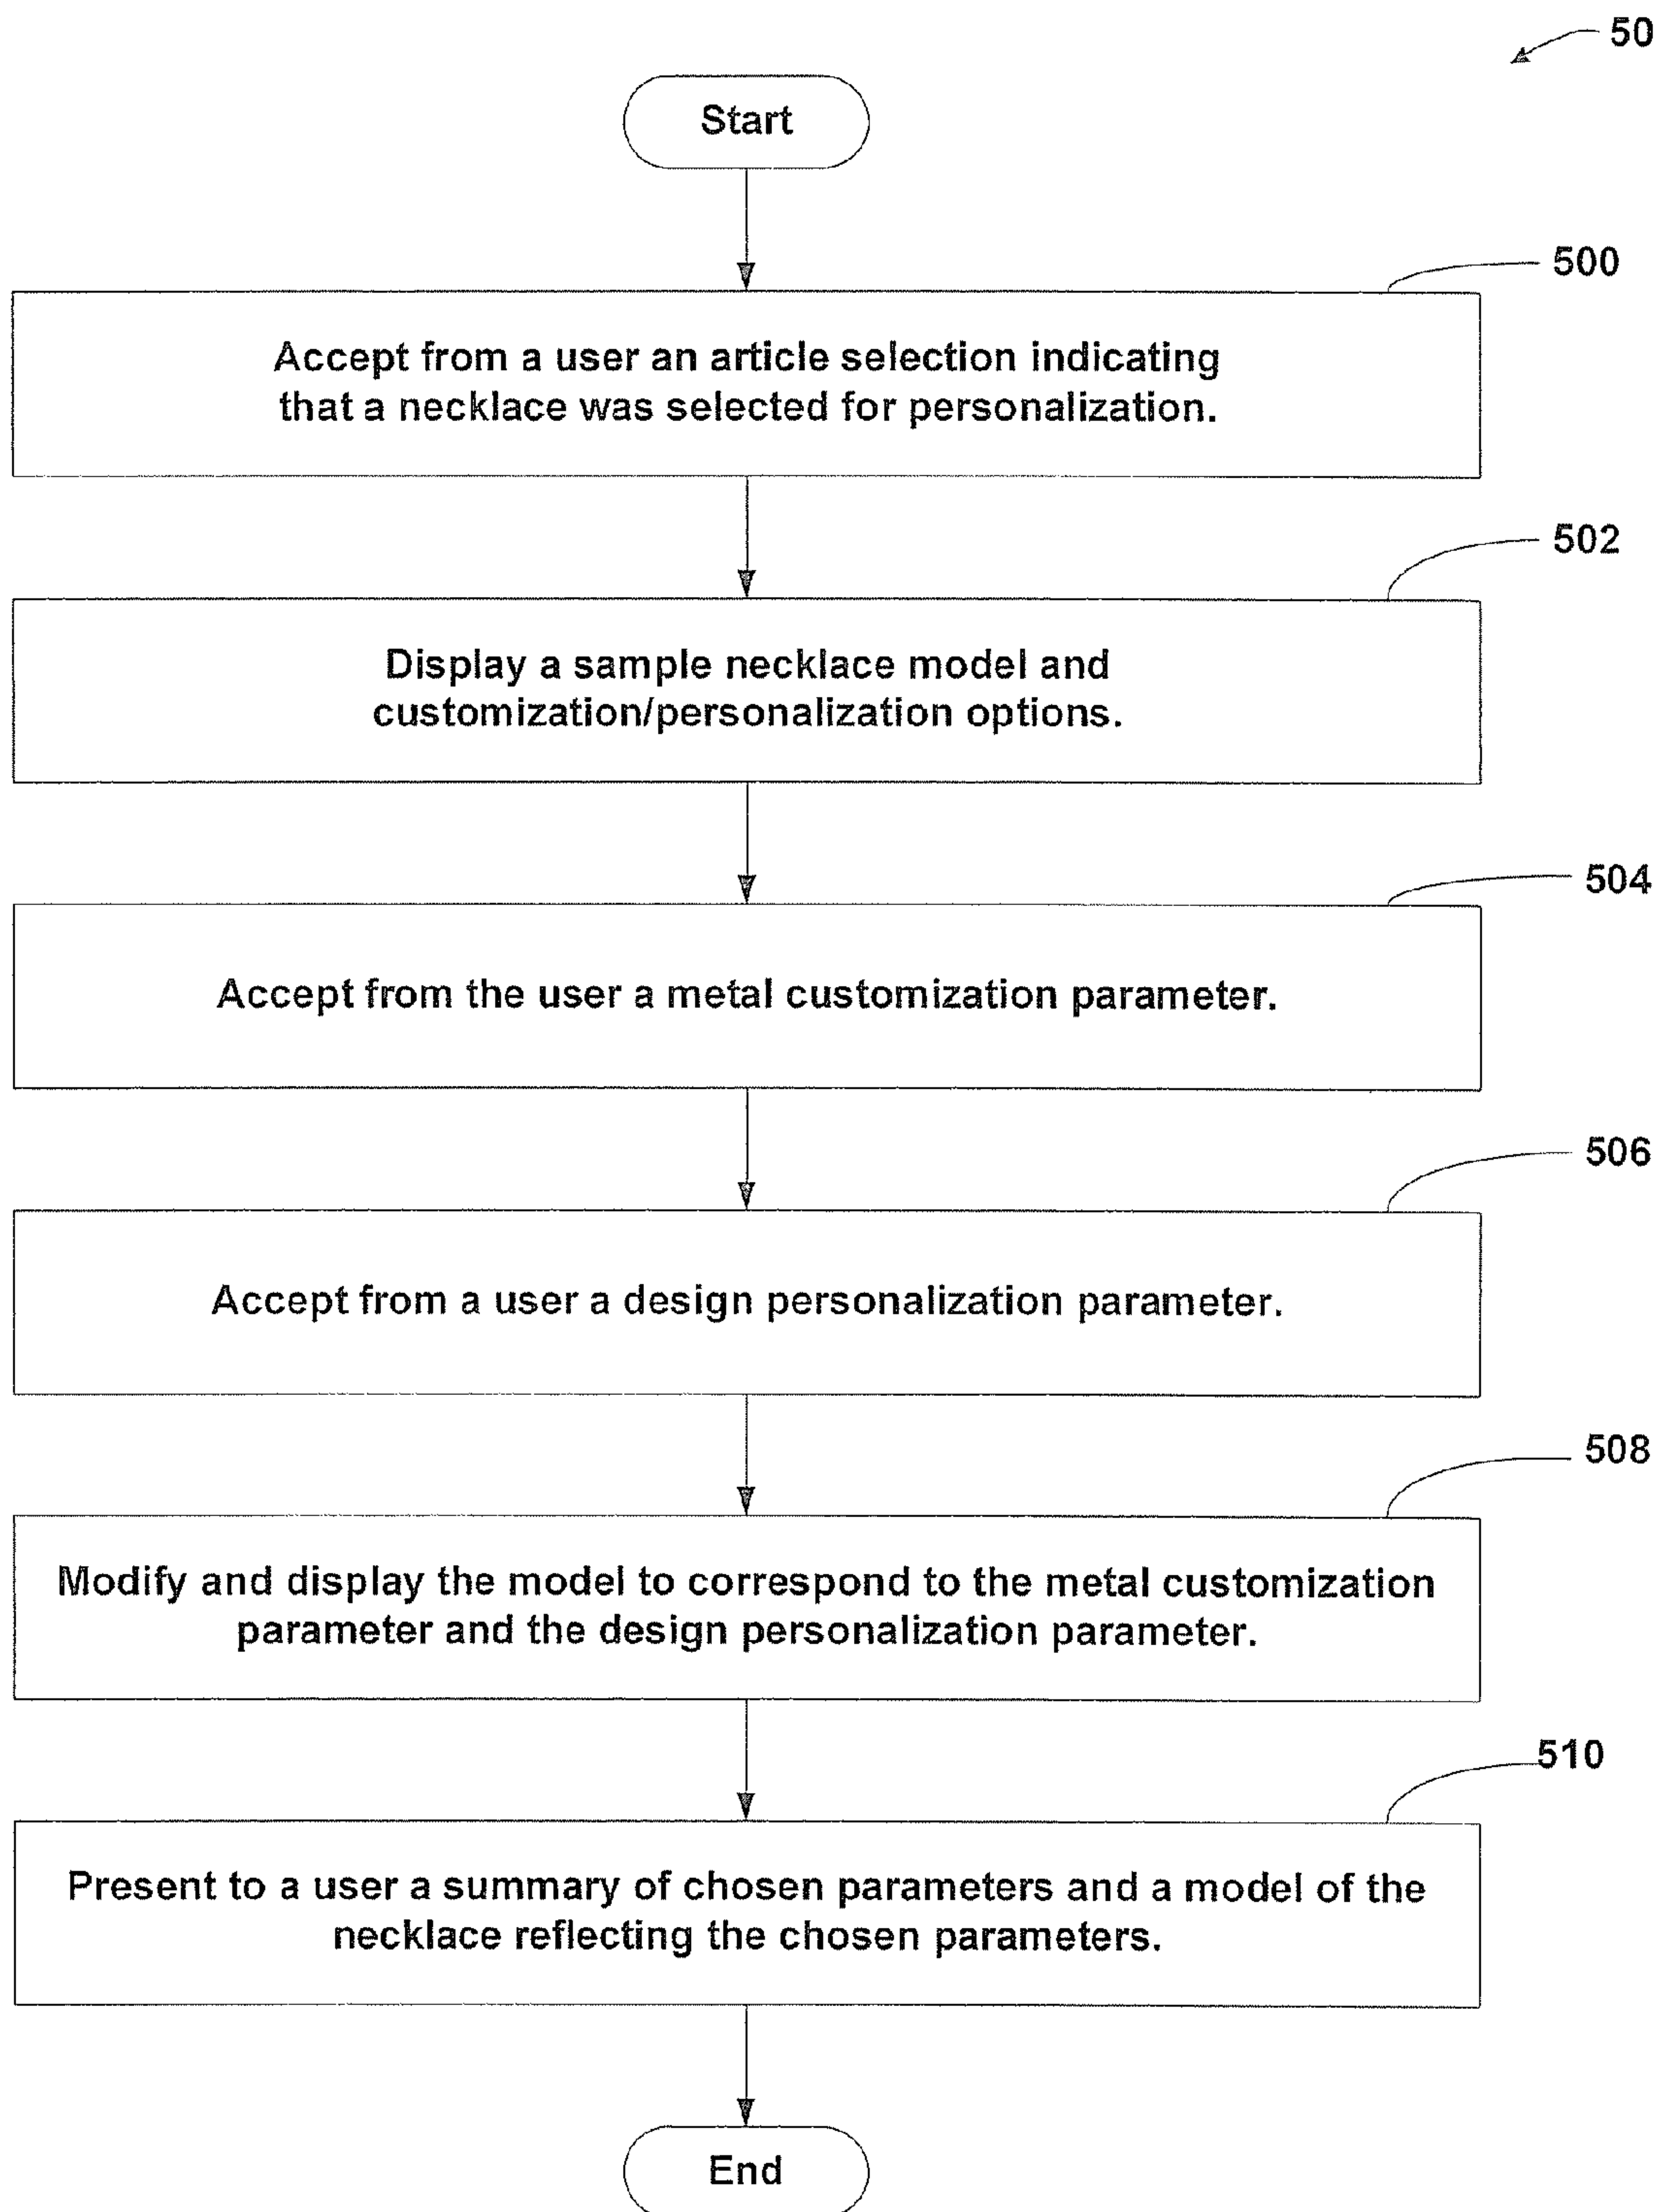 50
Start
500
Accept from a user an article selection indicating
that a necklace was selected for personalization.
502
Display a sample necklace model and
customization/personalization options.
504
Accept from the user a metal customization parameter.
506
Accept from a user a design personalization parameter.
508
Modify and display the model to correspond to the metal customization
parameter and the design personalization parameter.
510
Present to a user a summary of chosen parameters and a model of the
necklace reflecting the chosen parameters.
End